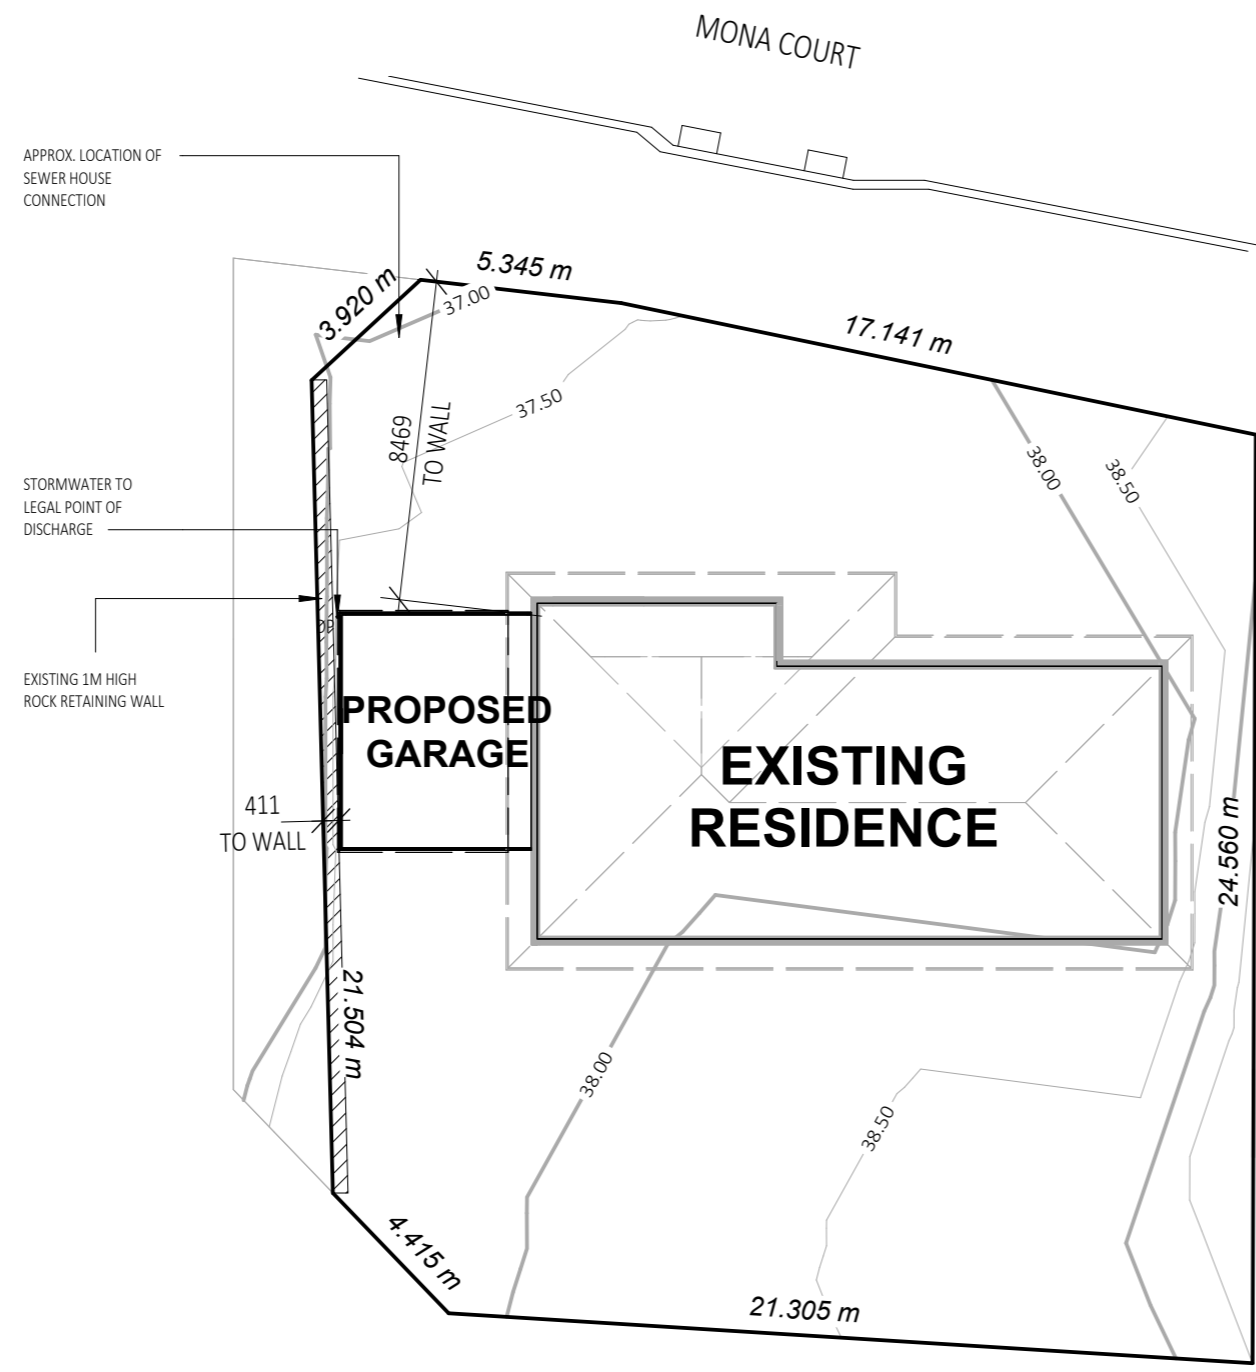 MONA COURT
APPROX. LOCATION OF
SEWER HOUSE
CONNECTION
3.920 m
5.345 m
37.00
17.141 m
37.50
8469
TO WALL
38.00
38.50
STORMWATER TO
LEGAL POINT OF
DISCHARGE
DP
EXISTING 1M HIGH
ROCK RETAINING WALL
PROPOSED
GARAGE
EXISTING
RESIDENCE
411
TO WALL
24.560 m
21.504 m
38.00
38.50
4.415 m
21.305 m